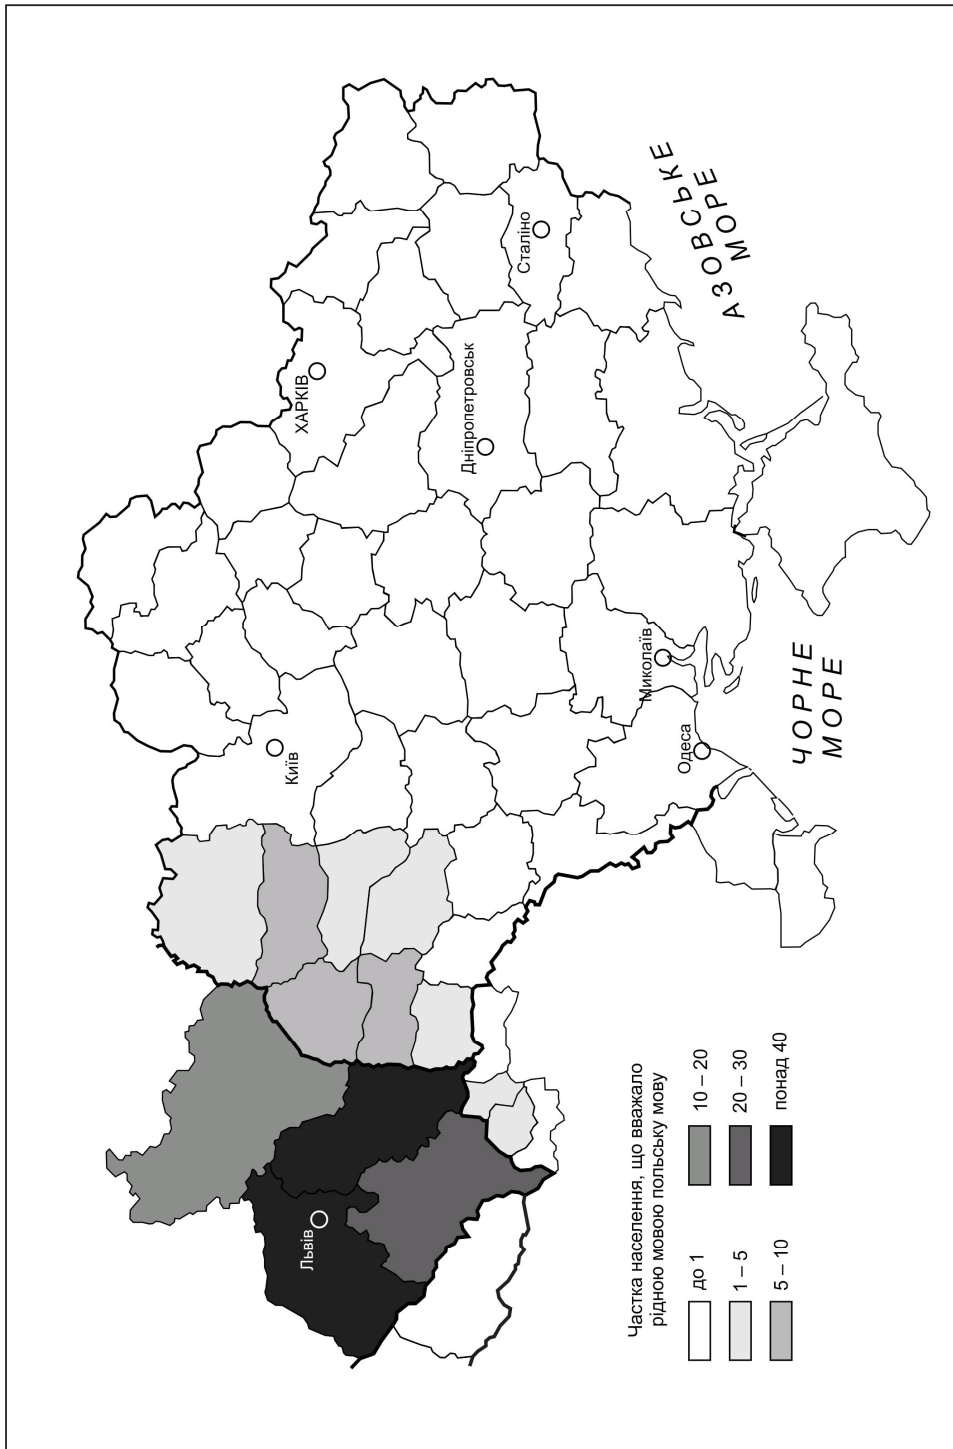 ХАРКІВ
Сталіно
Дніпропетровськ
Київ
Миколаїв
Одеса
Львів
АЗОВСЬКЕ
МОРЕ
ЧОРНЕ
МОРЕ
Частка населення, що вважало
рідною мовою польську мову
до 1
1 – 5
5 – 10
10 – 20
20 – 30
понад 40